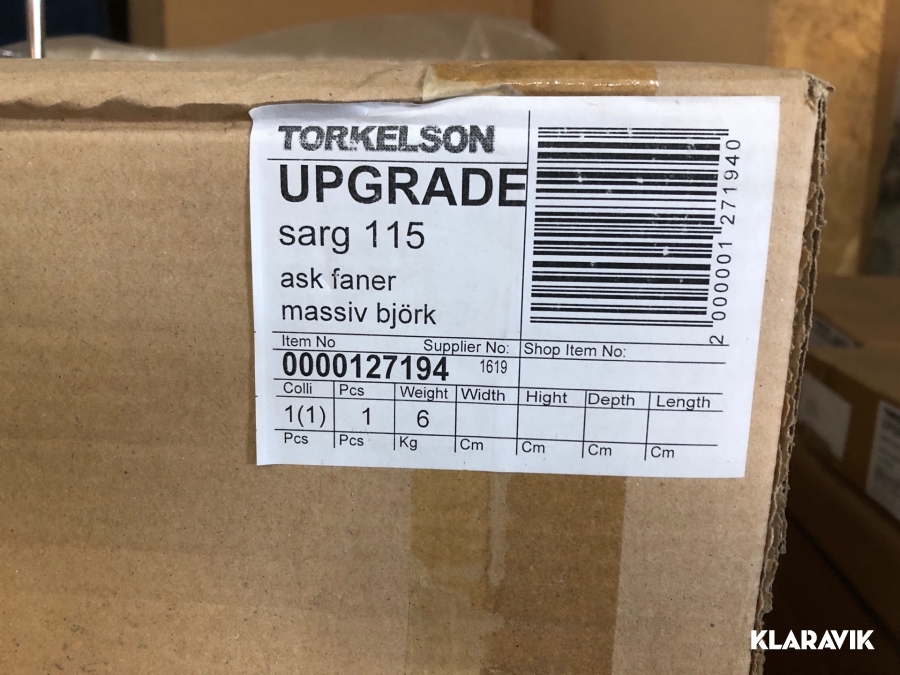 TORKELSON
UPGRADE
sarg 115
ask faner
massiv björk
2 000001 271940
Item No Supplier No: Shop Item No:
0000127194 1619
Colli Pcs Weight Width Hight Depth Length
1(1) 1 6
Pcs Pcs Kg Cm Cm Cm Cm
KLARAVIK